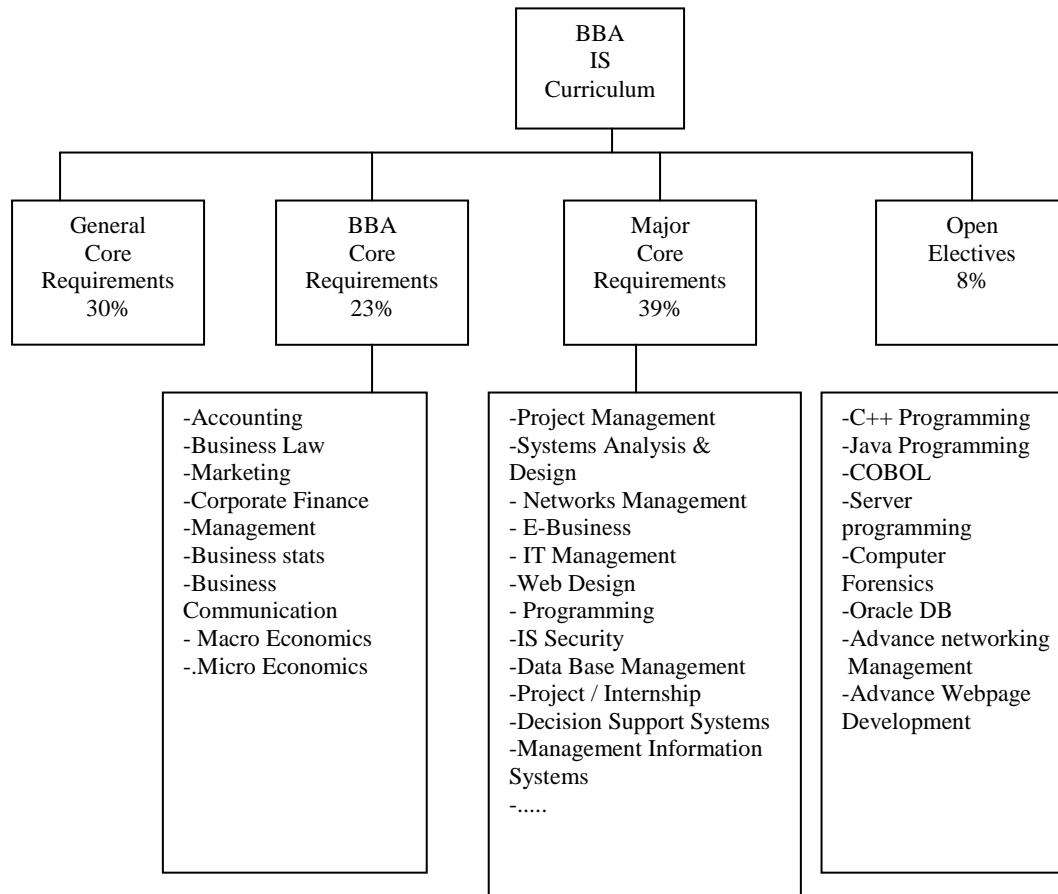 BBA
IS
Curriculum
General
Core
Requirements
30%
BBA
Core
Requirements
23%
Major
Core
Requirements
39%
Open
Electives
8%
-Accounting
-Business Law
-Marketing
-Corporate Finance
-Management
-Business stats
-Business
Communication
- Macro Economics
-.Micro Economics
-Project Management
-Systems Analysis &
Design
- Networks Management
- E-Business
- IT Management
-Web Design
- Programming
-IS Security
-Data Base Management
-Project / Internship
-Decision Support Systems
-Management Information
Systems
-.....
-C++ Programming
-Java Programming
-COBOL
-Server
programming
-Computer
Forensics
-Oracle DB
-Advance networking
Management
-Advance Webpage
Development